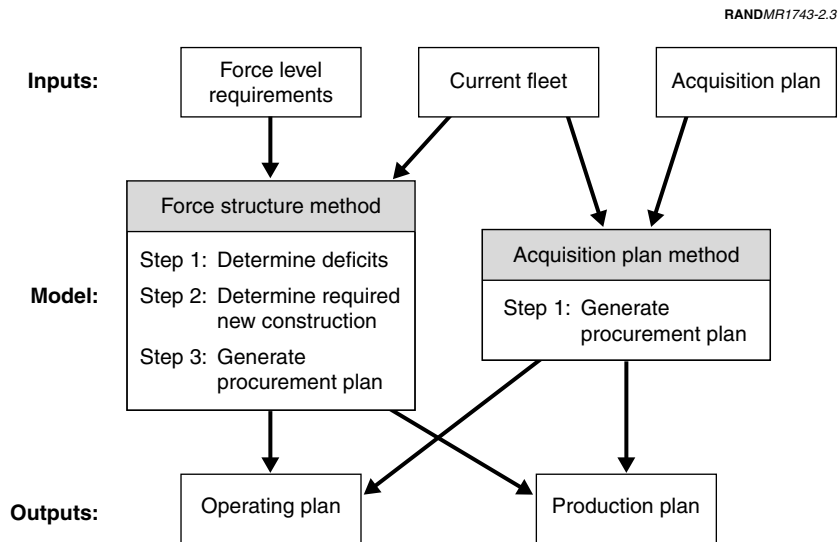 RANDMR1743-2.3
Inputs:
Force level
requirements
Current fleet
Acquisition plan
Model:
Force structure method
Step 1: Determine deficits
Step 2: Determine required
new construction
Step 3: Generate
procurement plan
Acquisition plan method
Step 1: Generate
procurement plan
Outputs:
Operating plan
Production plan